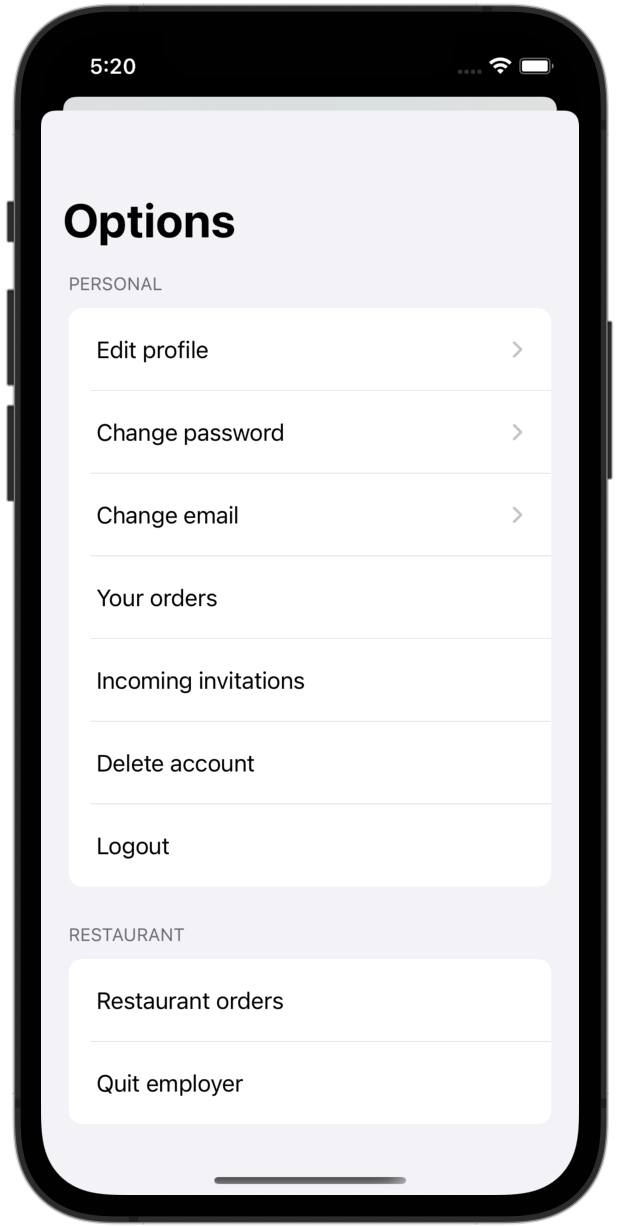 5:20
Options
PERSONAL
Edit profile
Change password
Change email
Your orders
Incoming invitations
Delete account
Logout
RESTAURANT
Restaurant orders
Quit employer